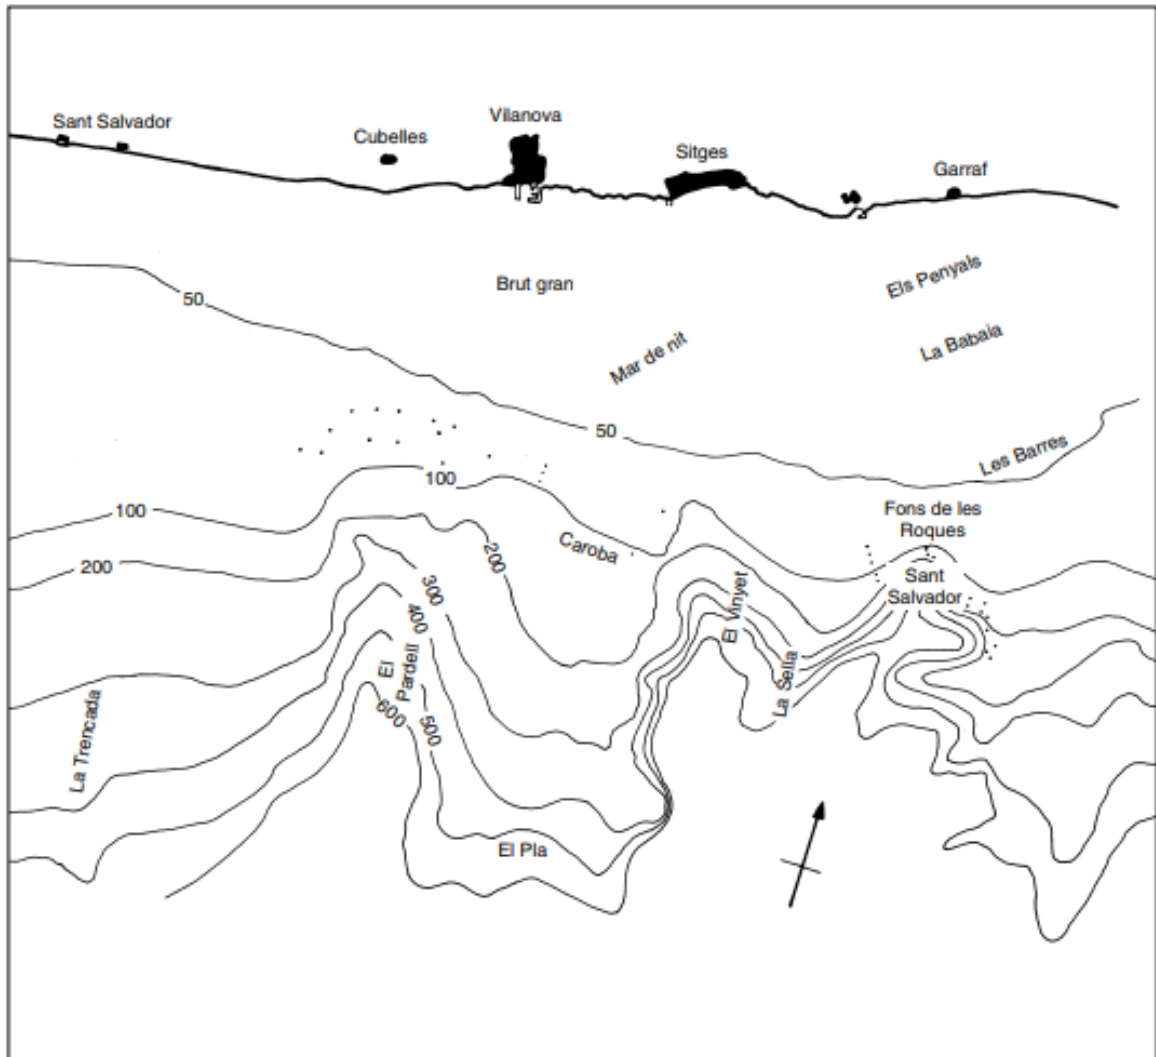 Sant Salvador
Cubelles
Vilanova
Sitges
Garraf
Brut gran
Els Penyals
La Babaia
Mar de nit
50
50
Les Barres
100
100
Caroba
Fons de les
Roques
Sant
Salvador
200
200
300
400
500
600
El
Pardell
El Vinyet
La Sella
La Trencada
El Pla